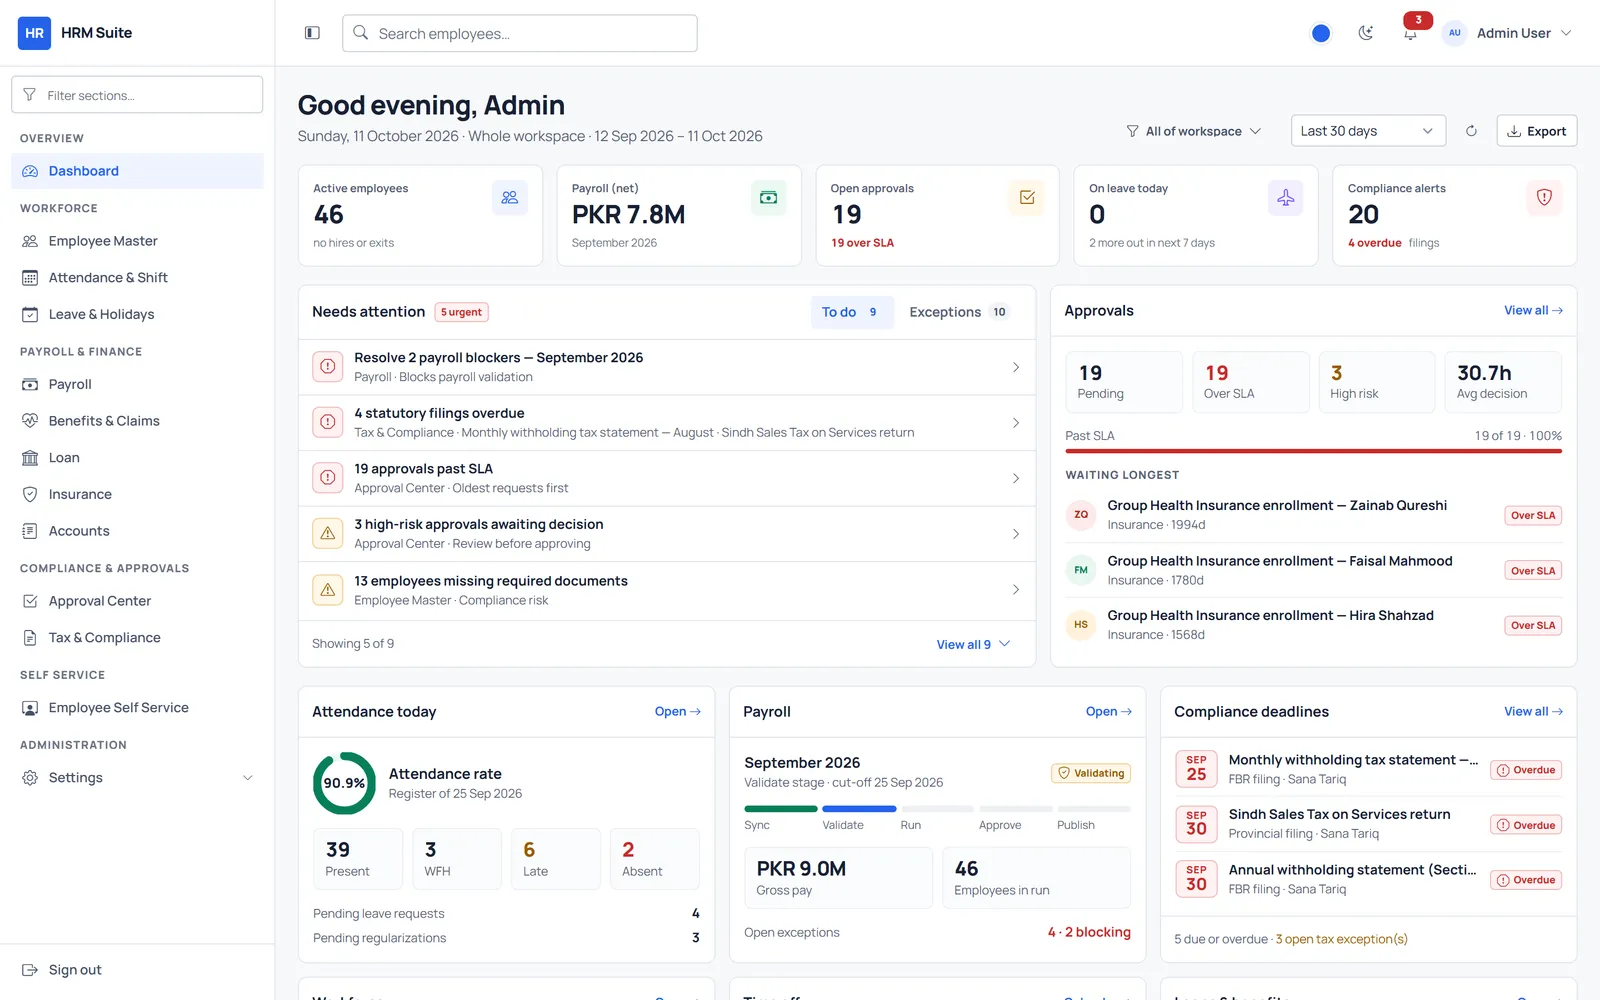 HR HRM Suite
Search employees...
3
AU Admin User
Filter sections...
OVERVIEW
Dashboard
WORKFORCE
Employee Master
Attendance & Shift
Leave & Holidays
PAYROLL & FINANCE
Payroll
Benefits & Claims
Loan
Insurance
Accounts
COMPLIANCE & APPROVALS
Approval Center
Tax & Compliance
SELF SERVICE
Employee Self Service
ADMINISTRATION
Settings
Sign out
Good evening, Admin
Sunday, 11 October 2026 · Whole workspace · 12 Sep 2026 – 11 Oct 2026
All of workspace
Last 30 days
Export
Active employees
46
no hires or exits
Payroll (net)
PKR 7.8M
September 2026
Open approvals
19
19 over SLA
On leave today
0
2 more out in next 7 days
Compliance alerts
20
4 overdue filings
Needs attention 5 urgent
To do 9
Exceptions 10
Resolve 2 payroll blockers — September 2026
Payroll · Blocks payroll validation
4 statutory filings overdue
Tax & Compliance · Monthly withholding tax statement — August · Sindh Sales Tax on Services return
19 approvals past SLA
Approval Center · Oldest requests first
3 high-risk approvals awaiting decision
Approval Center · Review before approving
13 employees missing required documents
Employee Master · Compliance risk
Showing 5 of 9
View all 9
Approvals
View all →
19
Pending
19
Over SLA
3
High risk
30.7h
Avg decision
Past SLA
19 of 19 · 100%
WAITING LONGEST
ZQ
Group Health Insurance enrollment — Zainab Qureshi
Insurance · 1994d
Over SLA
FM
Group Health Insurance enrollment — Faisal Mahmood
Insurance · 1780d
Over SLA
HS
Group Health Insurance enrollment — Hira Shahzad
Insurance · 1568d
Over SLA
Attendance today
Open →
90.9%
Attendance rate
Register of 25 Sep 2026
39
Present
3
WFH
6
Late
2
Absent
Pending leave requests 4
Pending regularizations 3
Payroll
Open →
September 2026
Validate stage · cut-off 25 Sep 2026
Validating
Sync
Validate
Run
Approve
Publish
PKR 9.0M
Gross pay
46
Employees in run
Open exceptions
4 · 2 blocking
Compliance deadlines
View all →
SEP
25
Monthly withholding tax statement —...
FBR filing · Sana Tariq
Overdue
SEP
30
Sindh Sales Tax on Services return
Provincial filing · Sana Tariq
Overdue
SEP
30
Annual withholding statement (Secti...
FBR filing · Sana Tariq
Overdue
5 due or overdue · 3 open tax exception(s)